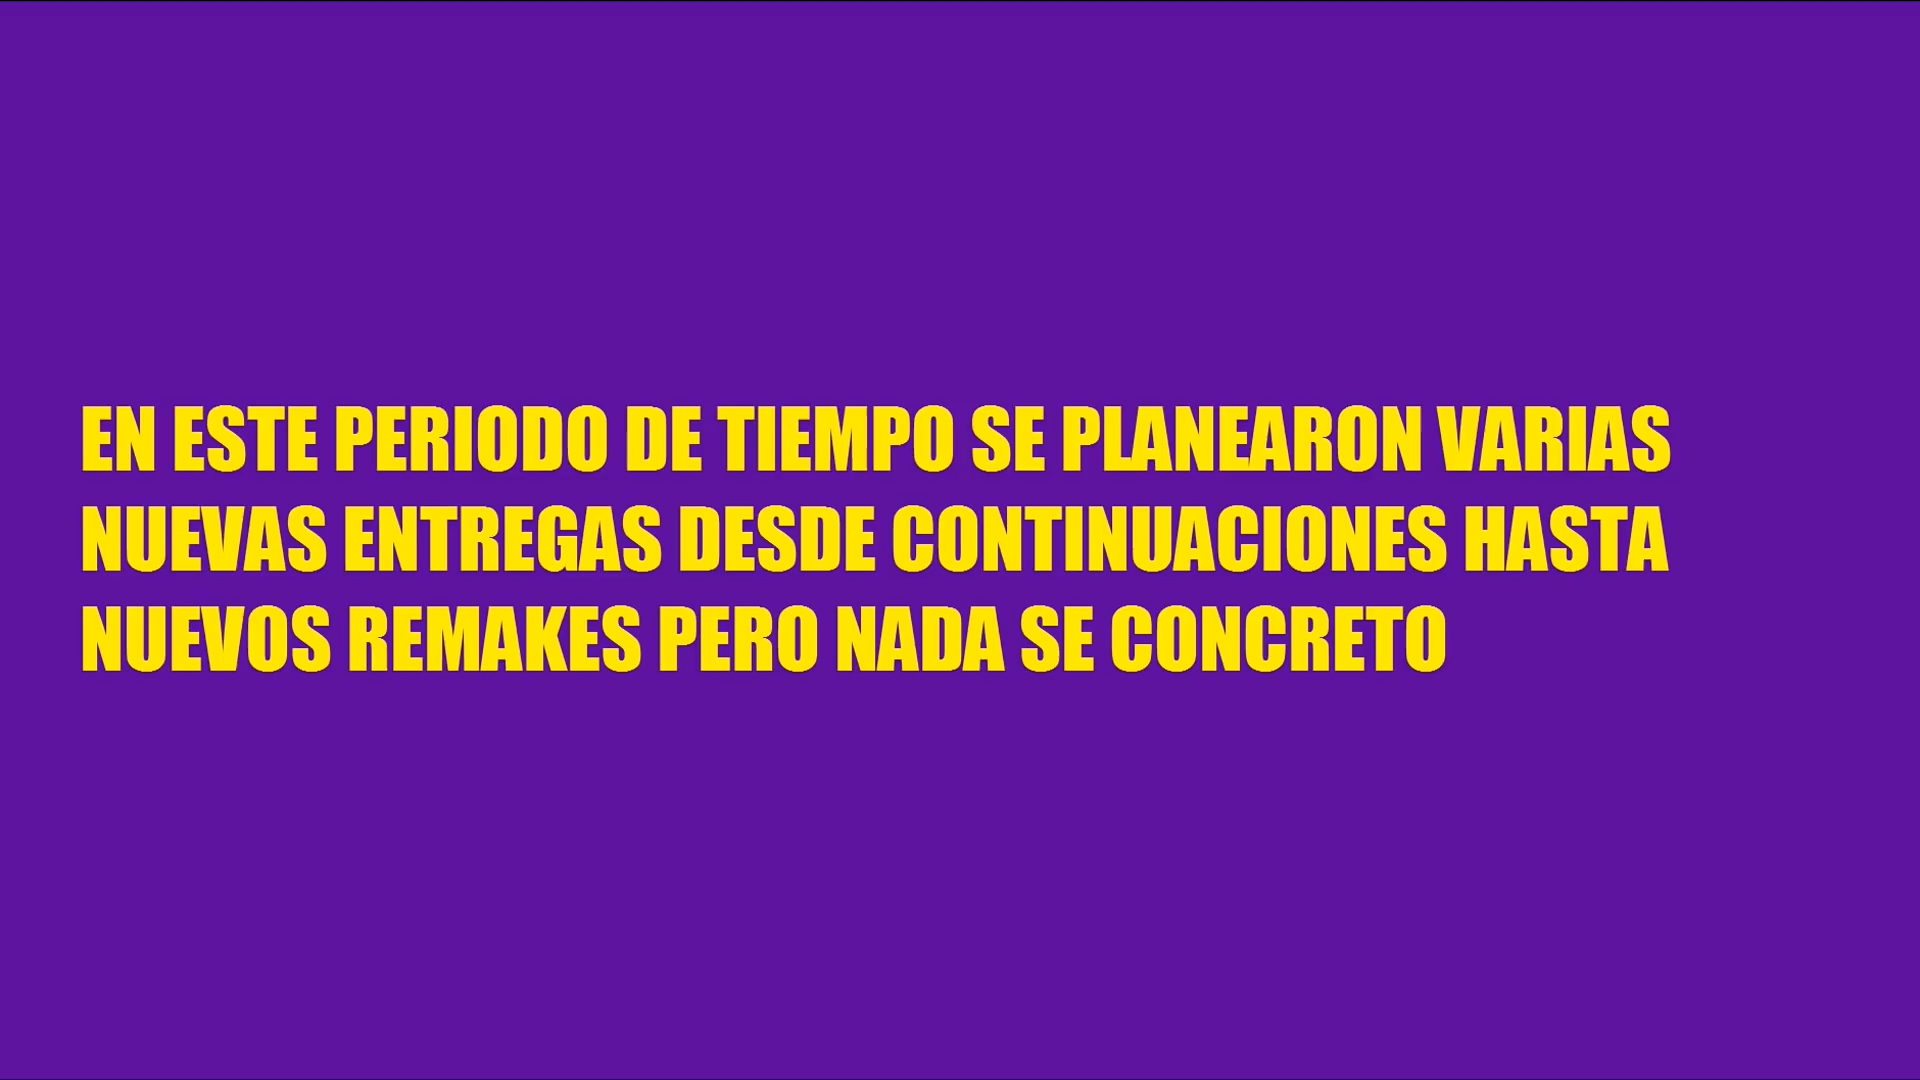 EN ESTE PERIODO DE TIEMPO SE PLANEARON VARIAS
NUEVAS ENTREGAS DESDE CONTINUACIONES HASTA
NUEVOS REMAKES PERO NADA SE CONCRETO